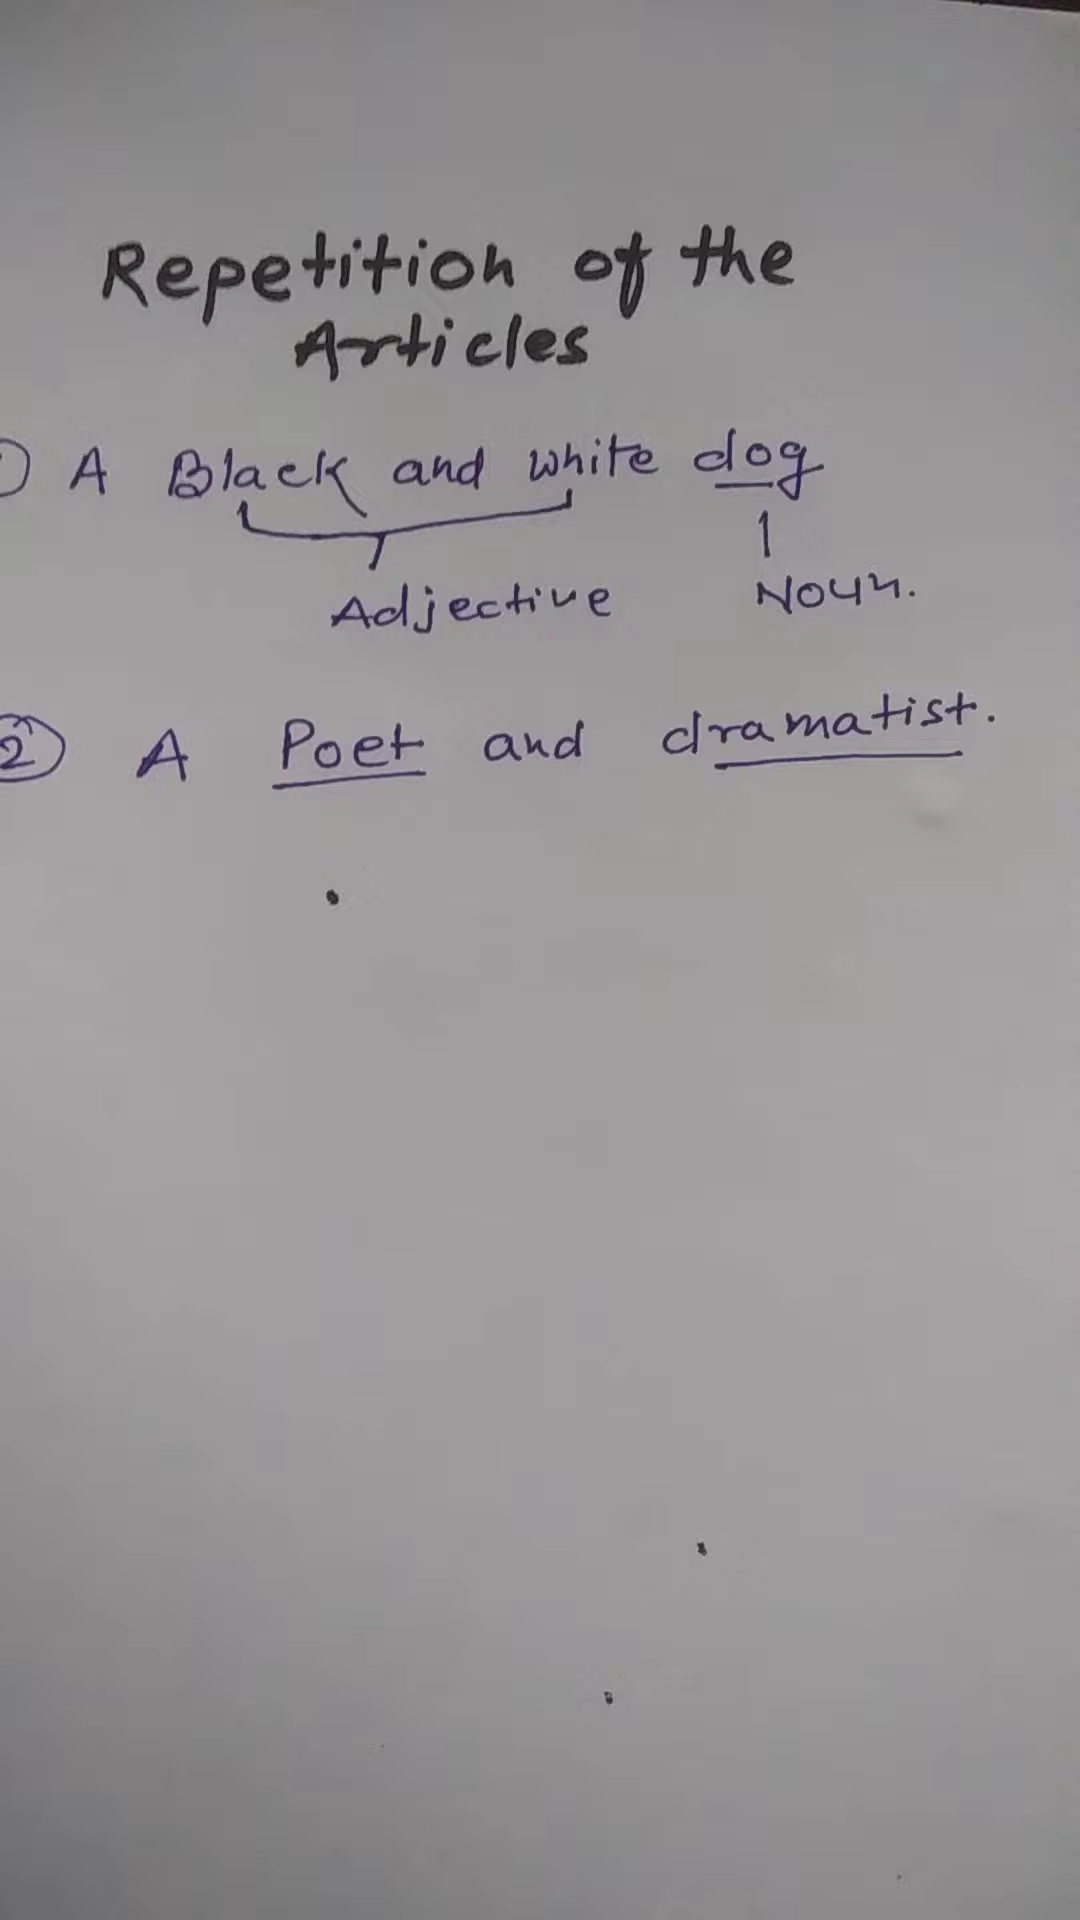 Repetition of the
Articles
A Black and white dog
Adjective Noun.
2 A Poet and dramatist.